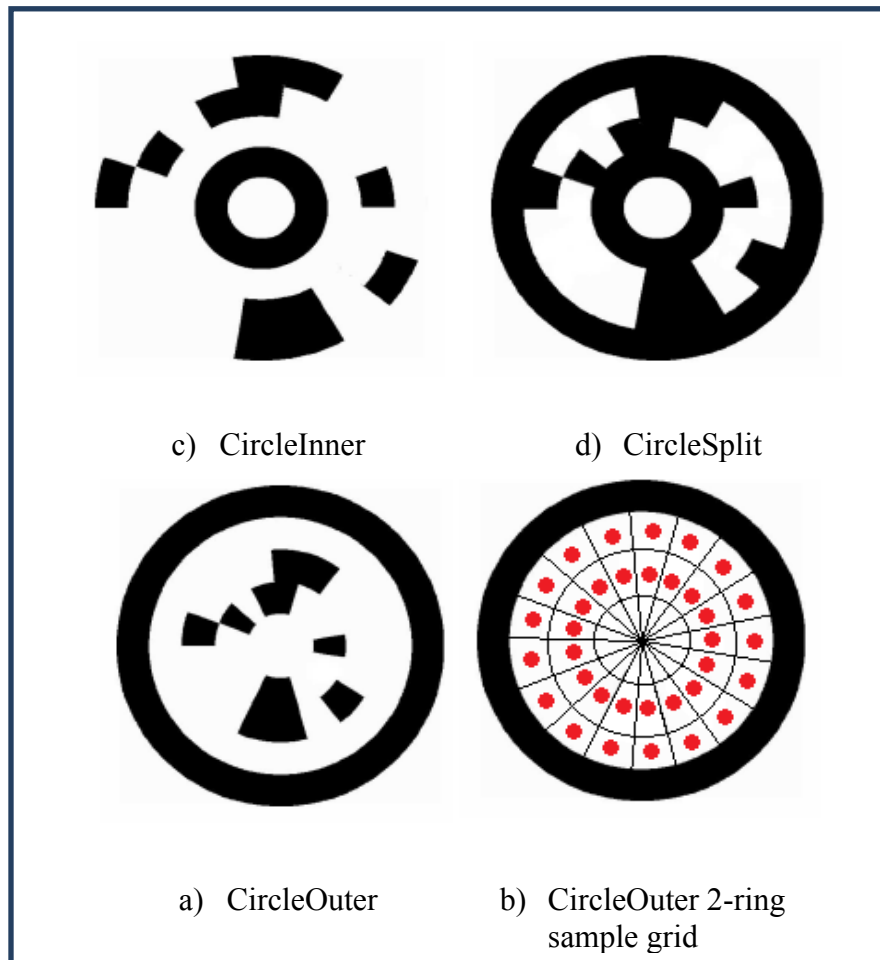 c) CircleInner
d) CircleSplit
a) CircleOuter
b) CircleOuter 2-ring
sample grid